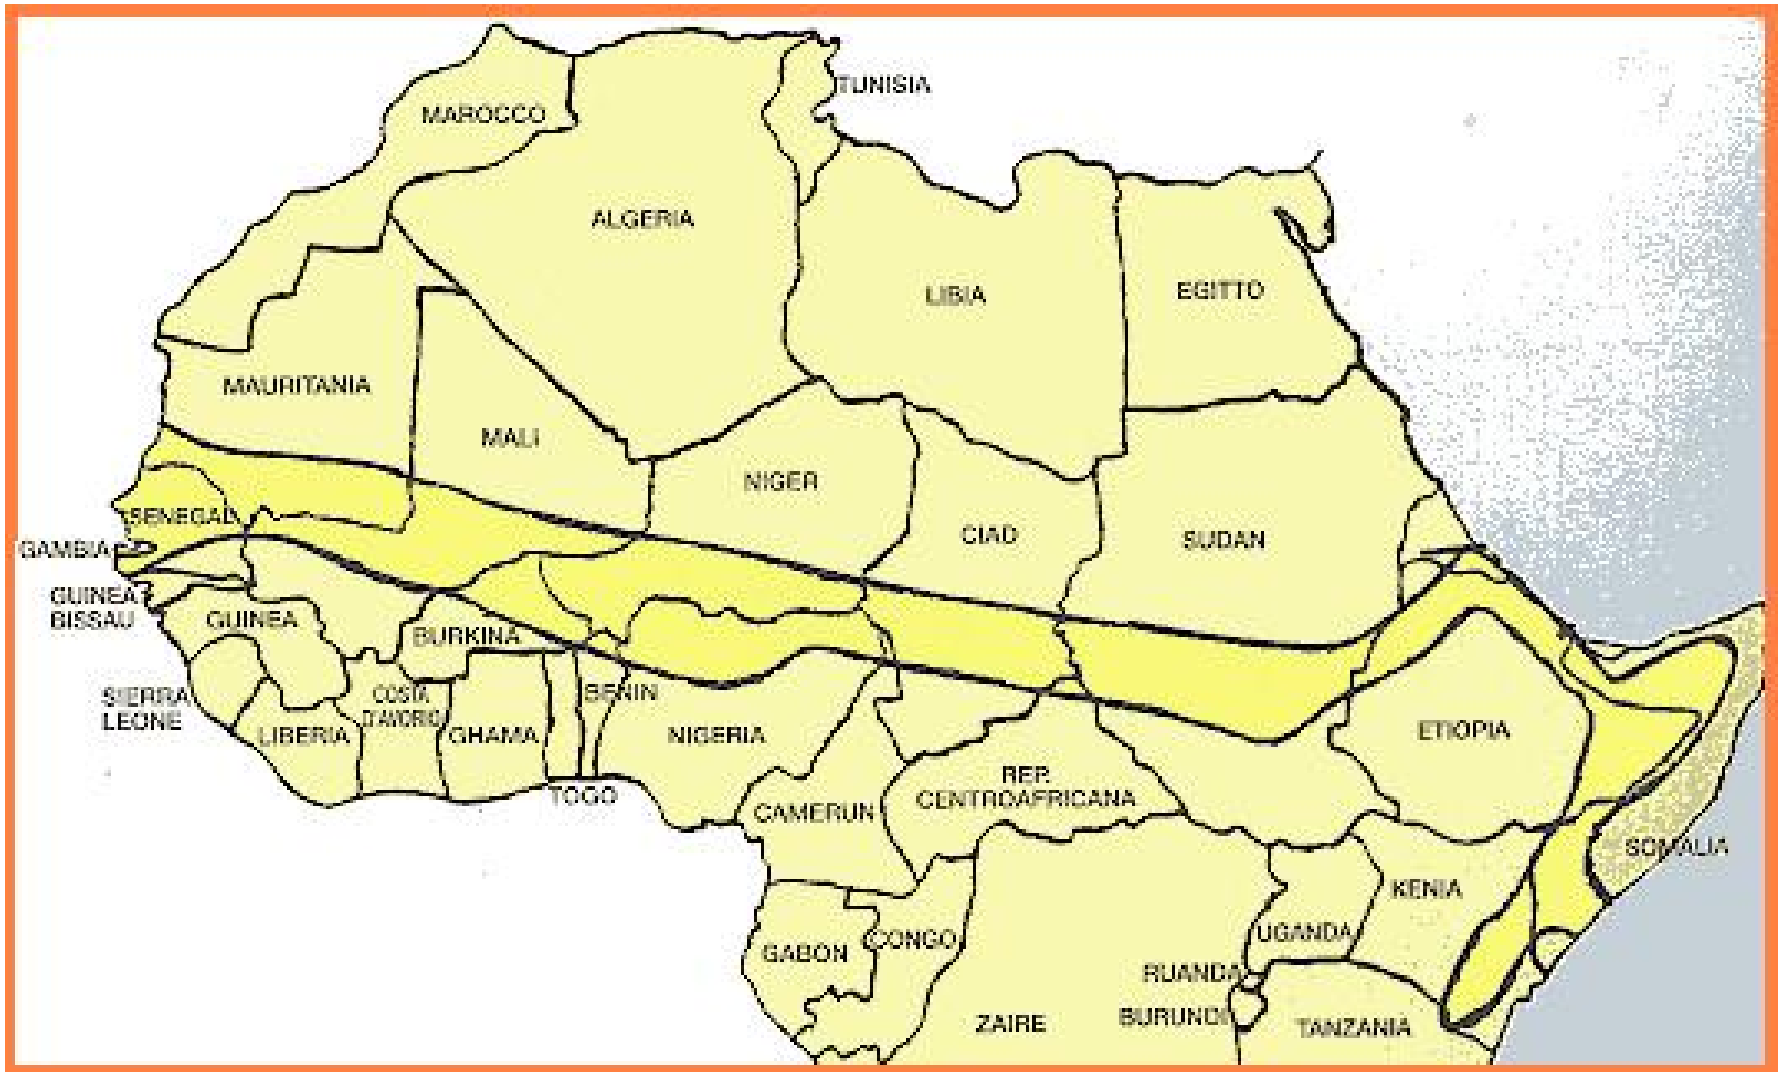 TUNISIA
MAROCCO
ALGERIA
LIBIA
EGITTO
MAURITANIA
MALI
NIGER
CIAD
SUDAN
SENEGAL
GAMBIA
GUINEA
BISSAU
GUINEA
BURKINA
SIERRA
LEONE
LIBERIA
COSTA
D'AVORIO
GHAMA
TOGO
BENIN
NIGERIA
CAMERUN
REP.
CENTROAFRICANA
ETIOPIA
SOMALIA
KENIA
UGANDA
GABON
CONGO
RUANDA
BURUNDI
ZAIRE
TANZANIA